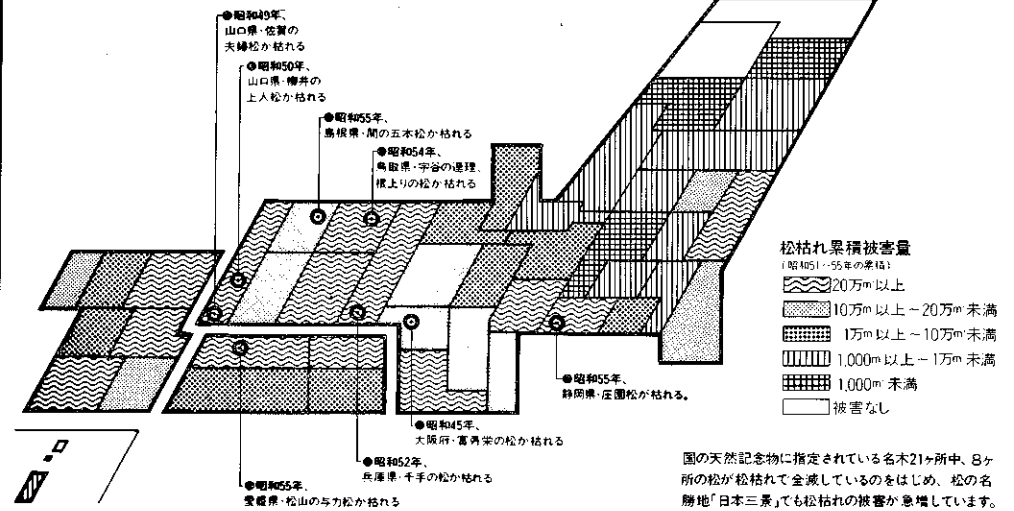 ●昭和49年、
山口県・佐賀の
夫婦松が枯れる
●昭和50年、
山口県・柳井の
上人松が枯れる
●昭和55年、
島根県・関の五本松が枯れる
●昭和54年、
鳥取県・宇谷の連理、
根上りの松が枯れる
松枯れ累積被害量
(昭和51~55年の累積)
20万m³以上
10万m³以上~20万m³未満
1万m³以上~10万m³未満
1,000m³以上~1万m³未満
1,000m³未満
被害なし
●昭和55年、
静岡県・庄園松が枯れる。
●昭和45年、
大阪府・富勇栄の松が枯れる
●昭和52年、
兵庫県・千手の松が枯れる
●昭和55年、
愛媛県・松山の与力松が枯れる
国の天然記念物に指定されている名木21ヶ所中、8ヶ
所の松が松枯れで全滅しているのをはじめ、松の名
勝地「日本三景」でも松枯れの被害が急増しています。